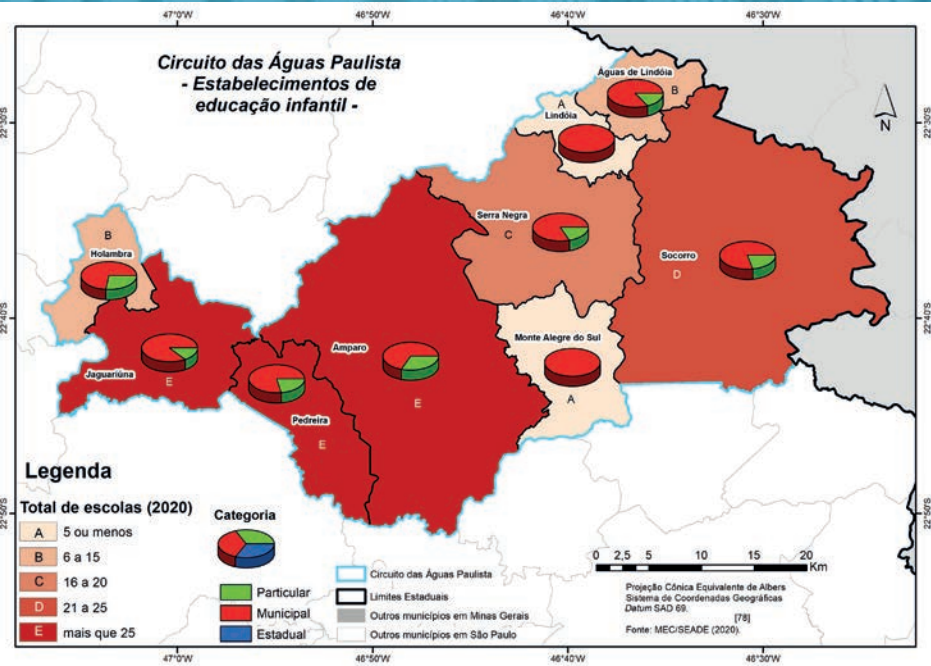 47°0'W
46°50'W
46°40'W
46°30'W
Circuito das Águas Paulista
- Estabelecimentos de
educação infantil -
22°30'S
22°30'S
N
Águas de Lindóia
B
A
Lindóia
Serra Negra
C
Socorro
D
B
Holambra
22°40'S
22°40'S
Monte Alegre do Sul
A
Amparo
E
Jaguariúna
E
Pedreira
E
22°50'S
22°50'S
Legenda
Total de escolas (2020)
A 5 ou menos
B 6 a 15
C 16 a 20
D 21 a 25
E mais que 25
Categoria
Particular
Municipal
Estadual
Circuito das Águas Paulista
Limites Estaduais
Outros municípios em Minas Gerais
Outros municípios em São Paulo
0 2,5 5 10 15 20
Km
Projeção Cônica Equivalente de Albers
Sistema de Coordenadas Geográficas
Datum SAD 69.
[78]
Fonte: MEC/SEADE (2020).
47°0'W
46°50'W
46°40'W
46°30'W